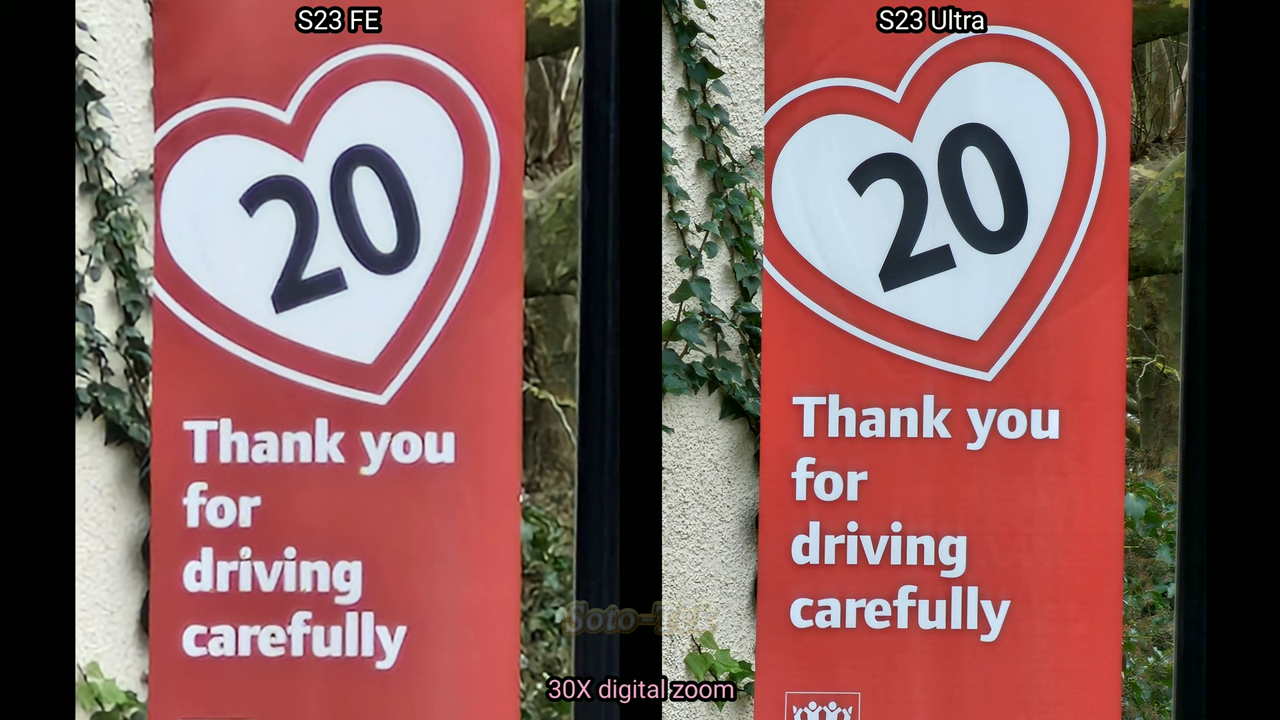 S23 FE
20
Thank you
for
driving
carefully
S23 Ultra
20
Thank you
for
driving
carefully
30X digital zoom